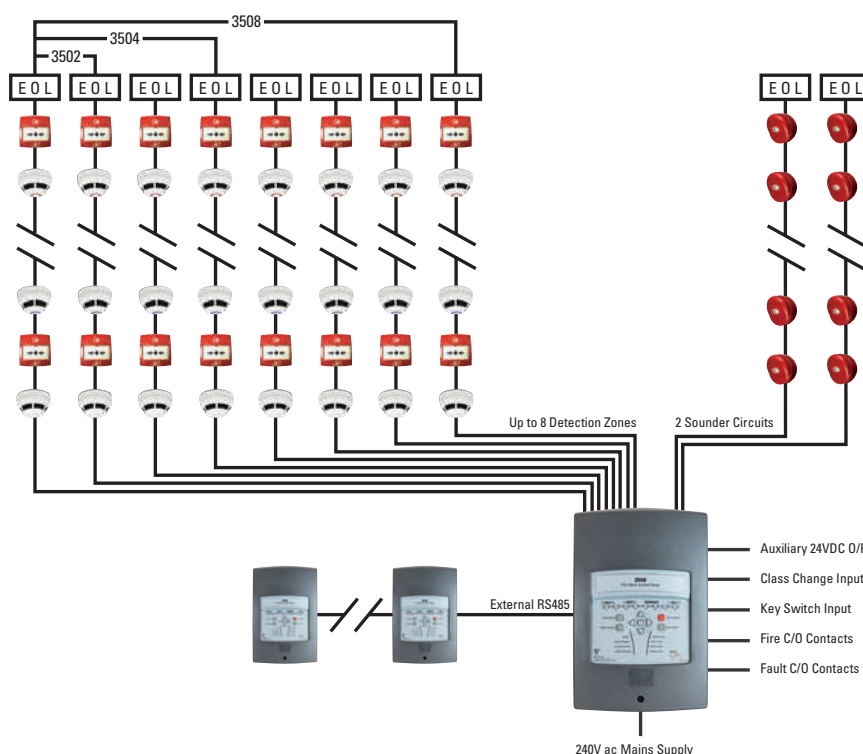 3508
3504
3502
EOL EOL EOL EOL EOL EOL EOL EOL EOL EOL
Up to 8 Detection Zones
2 Sounder Circuits
Auxiliary 24VDC O/P
Class Change Input
External RS485
Key Switch Input
Fire C/O Contacts
Fault C/O Contacts
240V ac Mains Supply